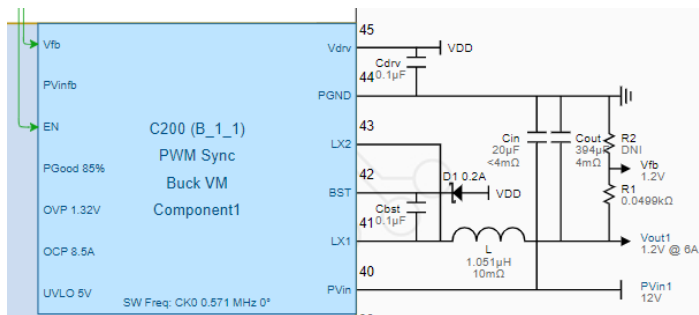 45
Vfb
Vdrv
VDD
Cdrv
0.1µF
44
PVinfb
PGND
EN
C200 (B_1_1)
PWM Sync
Buck VM
Component1
43
LX2
Cin
20µF
<4mΩ
Cout
394µF
4mΩ
R2
DNI
PGood 85%
42
D1 0.2A
Vfb
1.2V
BST
VDD
R1
0.0499kΩ
OVP 1.32V
Cbst
0.1µF
41
LX1
Vout1
1.2V @ 6A
OCP 8.5A
L
1.051µH
10mΩ
40
UVLO 5V
PVin
PVin1
12V
SW Freq: CK0 0.571 MHz 0°